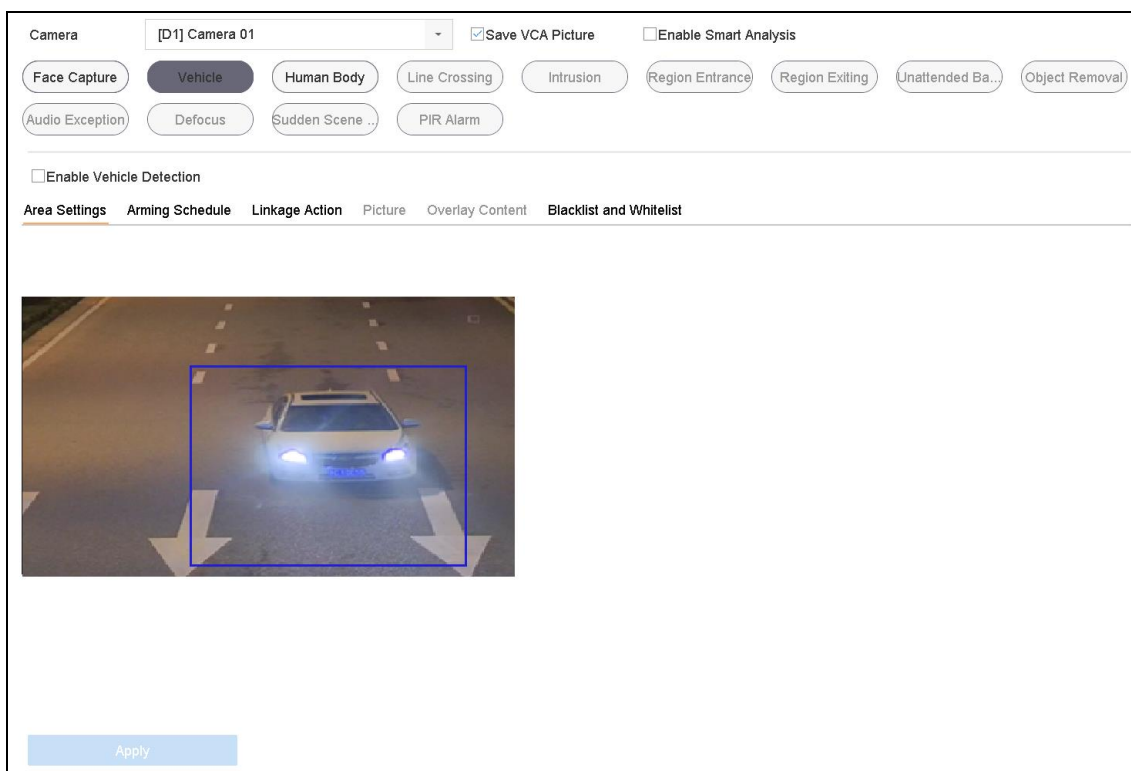 Camera [D1] Camera 01 Save VCA Picture Enable Smart Analysis
Face Capture Vehicle Human Body Line Crossing Intrusion Region Entrance Region Exiting Unattended Ba... Object Removal
Audio Exception Defocus Sudden Scene ... PIR Alarm
Enable Vehicle Detection
Area Settings Arming Schedule Linkage Action Picture Overlay Content Blacklist and Whitelist
Apply